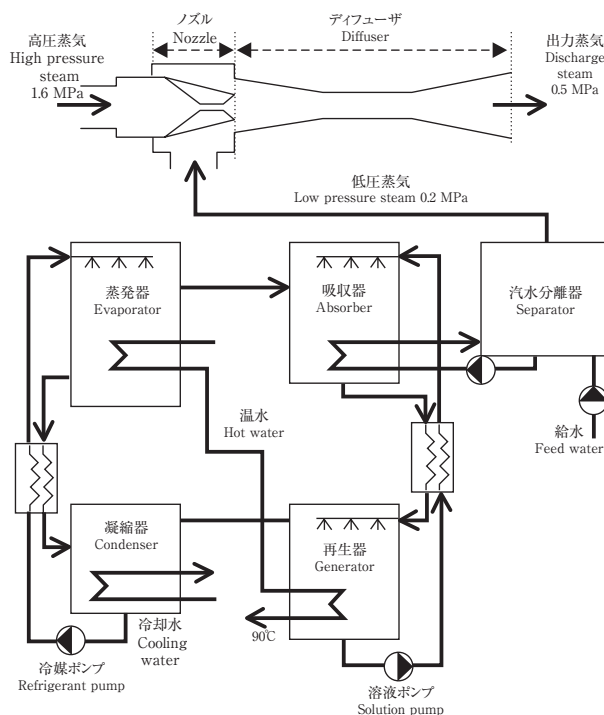 ノズル
Nozzle
ディフューザ
Diffuser
高圧蒸気
High pressure
steam
1.6 MPa
出力蒸気
Discharge
steam
0.5 MPa
低圧蒸気
Low pressure steam 0.2 MPa
蒸発器
Evaporator
吸収器
Absorber
汽水分離器
Separator
温水
Hot water
給水
Feed water
凝縮器
Condenser
再生器
Generator
冷却水
Cooling
water
90℃
冷媒ポンプ
Refrigerant pump
溶液ポンプ
Solution pump